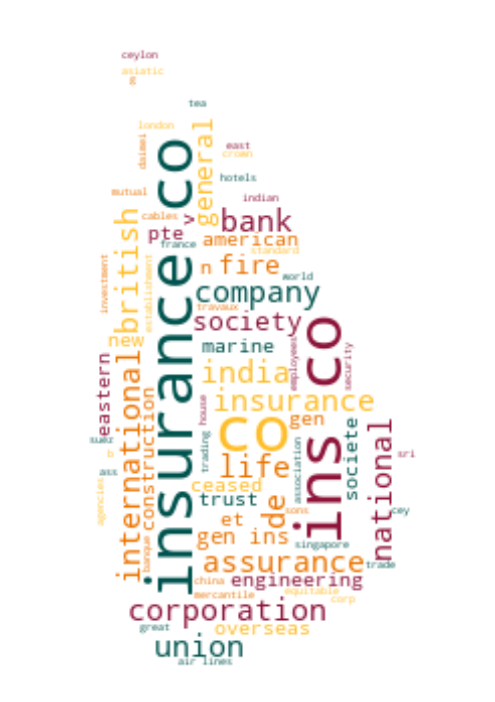 ceylon
asiatic
g
tea
london
general
east
crown
daimei
insurance co
hotels
mutual
indian
cables
>
bank
pte
british
france
american
standard
establishment
n
fire
investment
world
company
travaux
society
new
marine
employees
security
ins co
international
eastern
india
construction
house
insurance
co
gen
suez
trading
life
association
societe
national
sri
b
ass
ceased
agencies
trust
de
sons
cey
et
gen ins
singapore
banque
assurance
trade
china
engineering
mercantile
equitable
corp
corporation
great
overseas
union
air lines